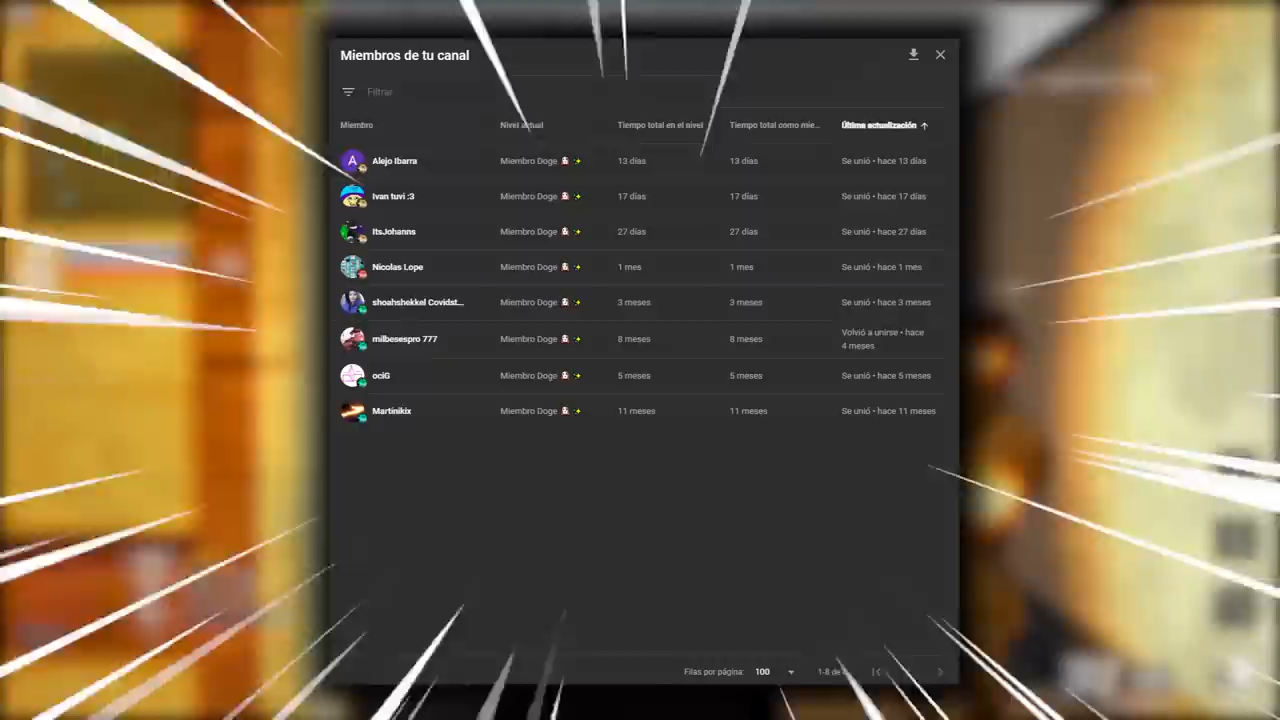 Miembros de tu canal
Filtrar
Miembro Nivel actual Tiempo total en el nivel Tiempo total como mie... Última actualización
A Alejo Ibarra Miembro Doge 13 días 13 días Se unió • hace 13 días
Ivan tuvi :3 Miembro Doge 17 días 17 días Se unió • hace 17 días
ItsJohanns Miembro Doge 27 días 27 días Se unió • hace 27 días
Nicolas Lope Miembro Doge 1 mes 1 mes Se unió • hace 1 mes
shoahshekkel Covidst... Miembro Doge 3 meses 3 meses Se unió • hace 3 meses
milbesespro 777 Miembro Doge 8 meses 8 meses Volvió a unirse • hace
4 meses
ociG Miembro Doge 5 meses 5 meses Se unió • hace 5 meses
Martinikix Miembro Doge 11 meses 11 meses Se unió • hace 11 meses
Filas por página: 100 1-8 de